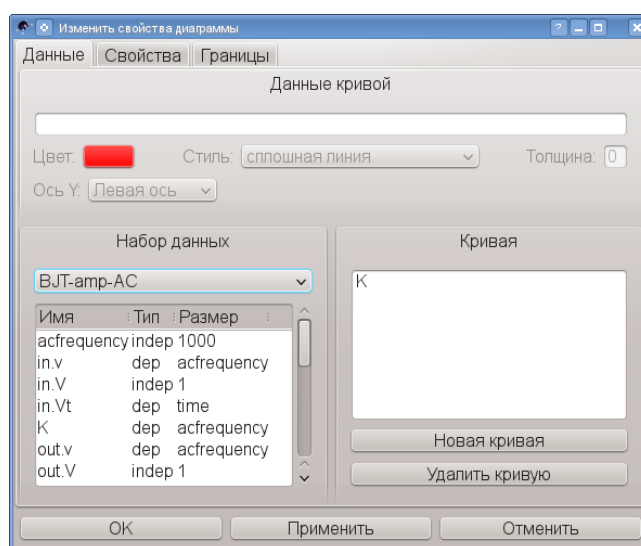 Изменить свойства диаграммы
Данные Свойства Границы
Данные кривой
Цвет: Стиль: сплошная линия Толщина: 0
Ось Y: Левая ось
Набор данных
BJT-amp-AC
Имя Тип Размер
acfrequency indep 1000
in.v dep acfrequency
in.V indep 1
in.Vt dep time
K dep acfrequency
out.v dep acfrequency
out.V indep 1
Кривая
K
Новая кривая
Удалить кривую
OK Применить Отменить